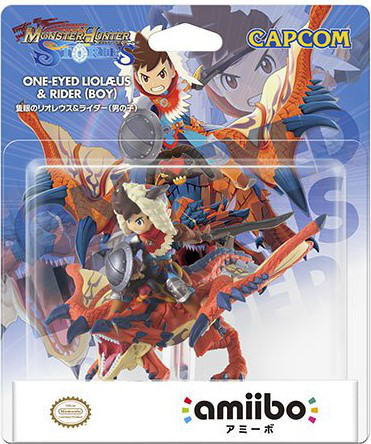 MONSTER HUNTER
STORIES
CAPCOM
ONE-EYED LIOLÆUS
& RIDER (BOY)
隻眼のリオレウス&ライダー(男の子)
Nintendo
amiibo
アミーボ